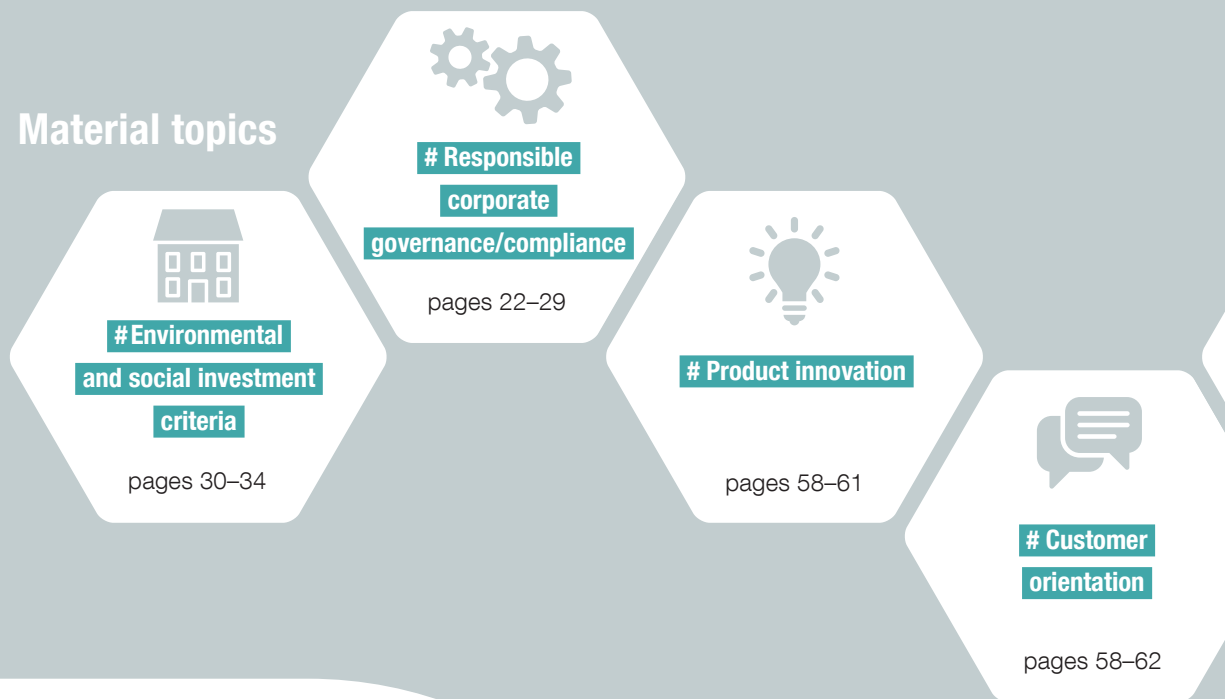 Material topics
# Responsible
corporate
governance/compliance
pages 22–29
# Environmental
and social investment
criteria
pages 30–34
# Product innovation
pages 58–61
# Customer
orientation
pages 58–62